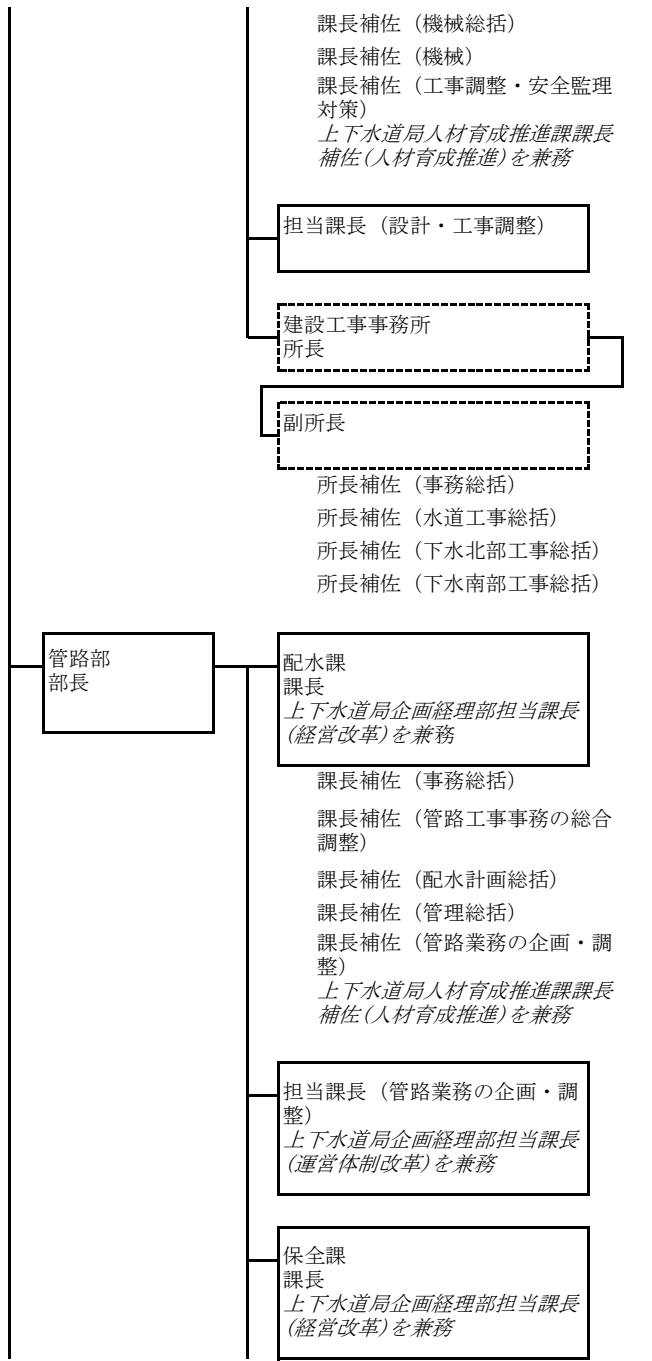 課長補佐（機械総括）
課長補佐（機械）
課長補佐（工事調整・安全監理
対策）
上下水道局人材育成推進課課長
補佐(人材育成推進)を兼務
担当課長（設計・工事調整）
建設工事事務所
所長
副所長
所長補佐（事務総括）
所長補佐（水道工事総括）
所長補佐（下水北部工事総括）
所長補佐（下水南部工事総括）
管路部
部長
配水課
課長
上下水道局企画経理部担当課長
(経営改革)を兼務
課長補佐（事務総括）
課長補佐（管路工事事務の総合
調整）
課長補佐（配水計画総括）
課長補佐（管理総括）
課長補佐（管路業務の企画・調
整）
上下水道局人材育成推進課課長
補佐(人材育成推進)を兼務
担当課長（管路業務の企画・調
整）
上下水道局企画経理部担当課長
(運営体制改革)を兼務
保全課
課長
上下水道局企画経理部担当課長
(経営改革)を兼務